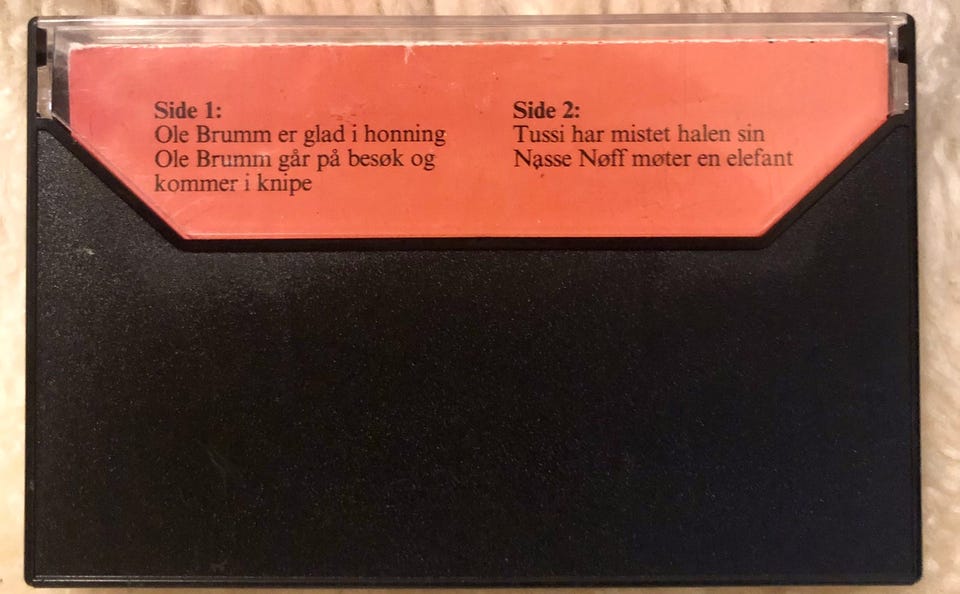 Side 1:
Ole Brumm er glad i honning
Ole Brumm går på besøk og
kommer i knipe
Side 2:
Tussi har mistet halen sin
Nasse Nøff møter en elefant